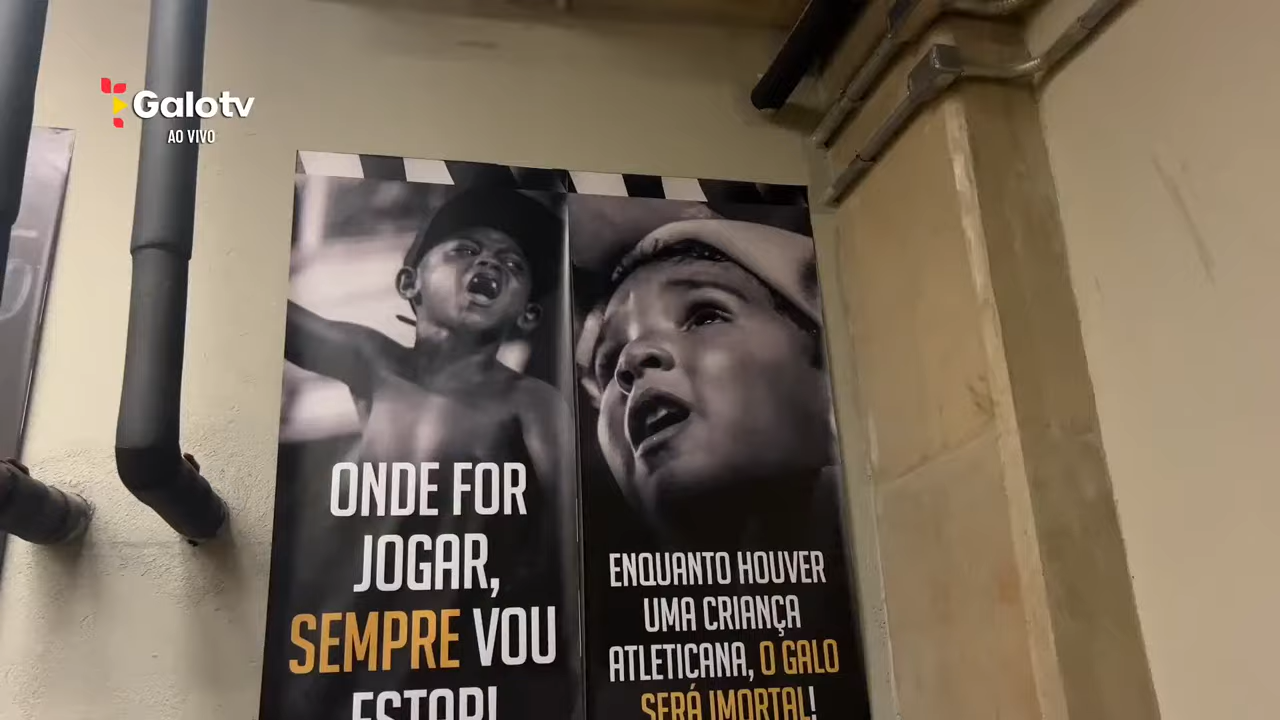 Galotv
AO VIVO
ONDE FOR
JOGAR,
SEMPRE VOU
ESTAR!
ENQUANTO HOUVER
UMA CRIANÇA
ATLETICANA, O GALO
SERÁ IMORTAL!